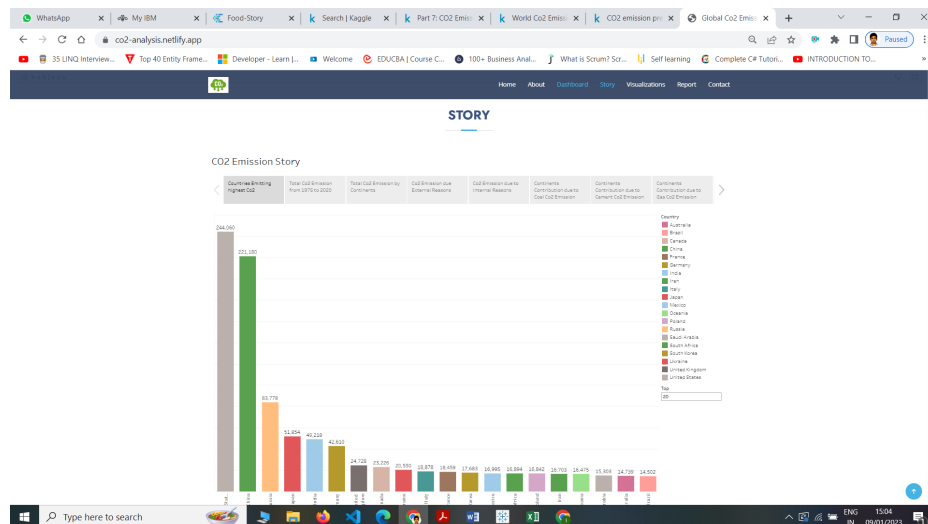 WhatsApp
My IBM
Food-Story
Search | Kaggle
Part 7: CO2 Emiss
World Co2 Emissi
CO2 emission pre
Global Co2 Emiss
co2-analysis.netlify.app
Paused
35 LINQ Interview...
Top 40 Entity Frame...
Developer - Learn |...
Welcome
EDUCBA | Course C...
100+ Business Anal...
What is Scrum? Scr...
Self learning
Complete C# Tutori...
INTRODUCTION TO...
»
Home
About
Dashboard
Story
Visualizations
Report
Contact
STORY
CO2 Emission Story
Countries Emitting
highest Co2
Total Co2 Emission
from 1975 to 2020
Total Co2 Emission by
Continents
Co2 Emission due
External Reasons
Co2 Emission due to
Internal Reasons
Continents
Contribution due to
Coal Co2 Emission
Continents
Contribution due to
Cement Co2 Emission
Continents
Contribution due to
Gas Co2 Emission
244,060
221,160
83,778
51,854
49,216
42,610
24,729
23,226
20,550
18,879
18,459
17,683
16,995
16,894
16,842
16,703
16,475
15,303
14,739
14,502
Country
Australia
Brazil
Canada
China
France
Germany
India
Iran
Italy
Japan
Mexico
Oceania
Poland
Russia
Saudi Arabia
South Africa
South Korea
Ukraine
United Kingdom
United States
Top
20
Type here to search
ENG
IN
15:04
09/01/2023